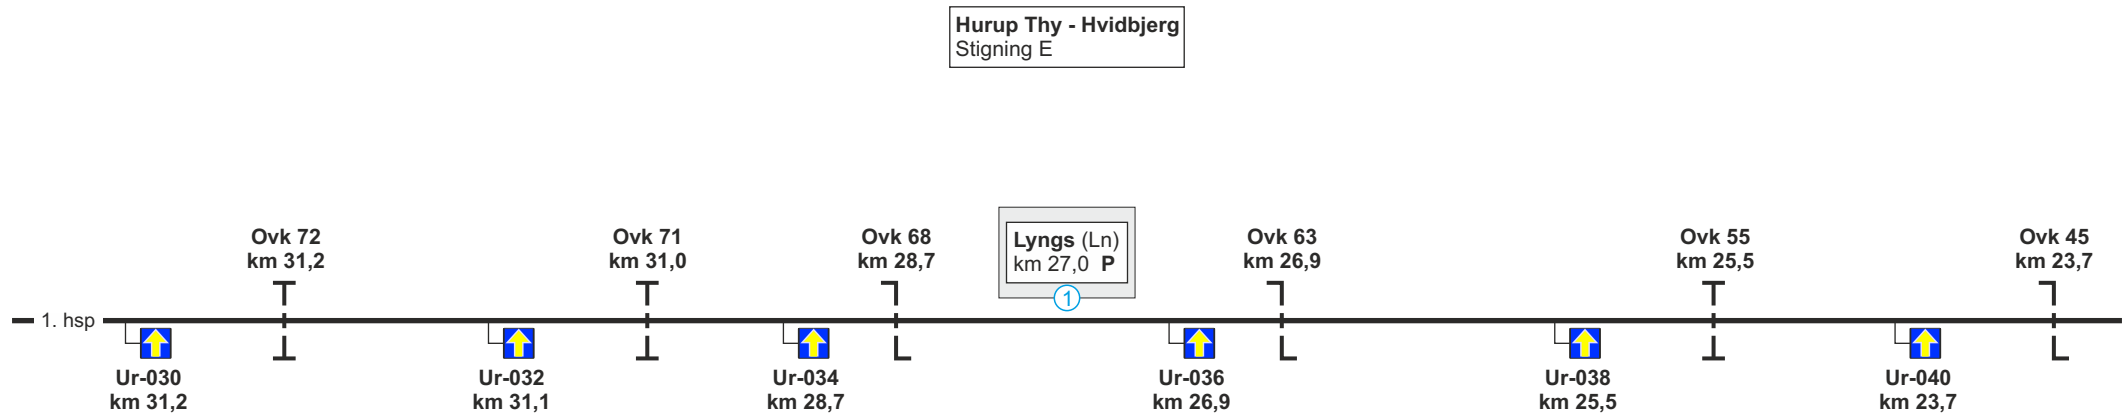 Hurup Thy - Hvidbjerg
Stigning E
Ovk 72
km 31,2
Ovk 71
km 31,0
Ovk 68
km 28,7
Lyngs (Ln)
km 27,0 P
1
Ovk 63
km 26,9
Ovk 55
km 25,5
Ovk 45
km 23,7
1. hsp
Ur-030
km 31,2
Ur-032
km 31,1
Ur-034
km 28,7
Ur-036
km 26,9
Ur-038
km 25,5
Ur-040
km 23,7